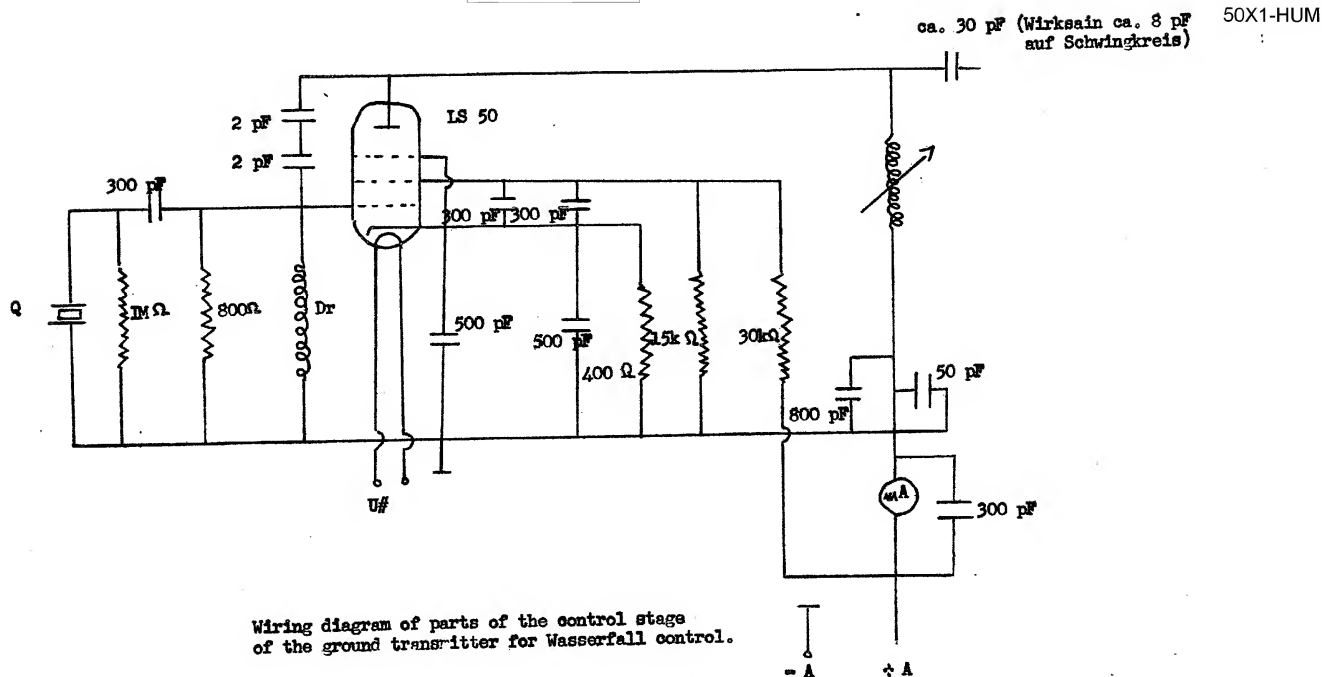 50X1-HUM
ca. 30 pF (Wirksain ca. 8 pF
auf Schwingkreis)
LS 50
2 pF
2 pF
300 pF
300 pF 300 pF
Q
1M Ω
800Ω
Dr
500 pF
500 pF
400 Ω
15k Ω
30kΩ
50 pF
800 pF
mA
300 pF
U#
Wiring diagram of parts of the control stage
of the ground transritter for Wasserfall control.
- A
+ A